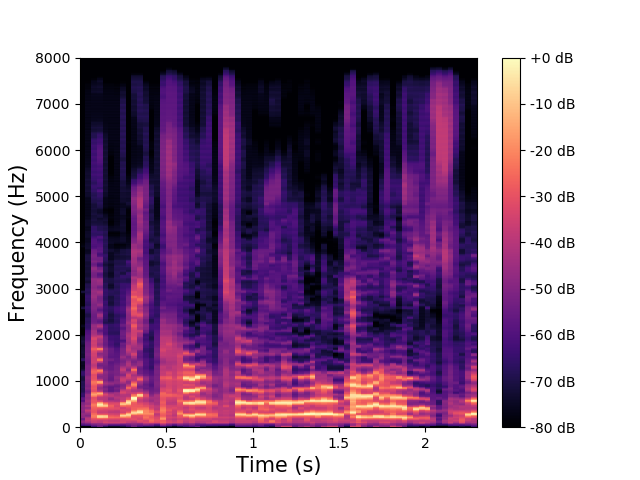 8000
7000
6000
5000
4000
3000
2000
1000
0
Frequency (Hz)
0
0.5
1
1.5
2
Time (s)
+0 dB
-10 dB
-20 dB
-30 dB
-40 dB
-50 dB
-60 dB
-70 dB
-80 dB